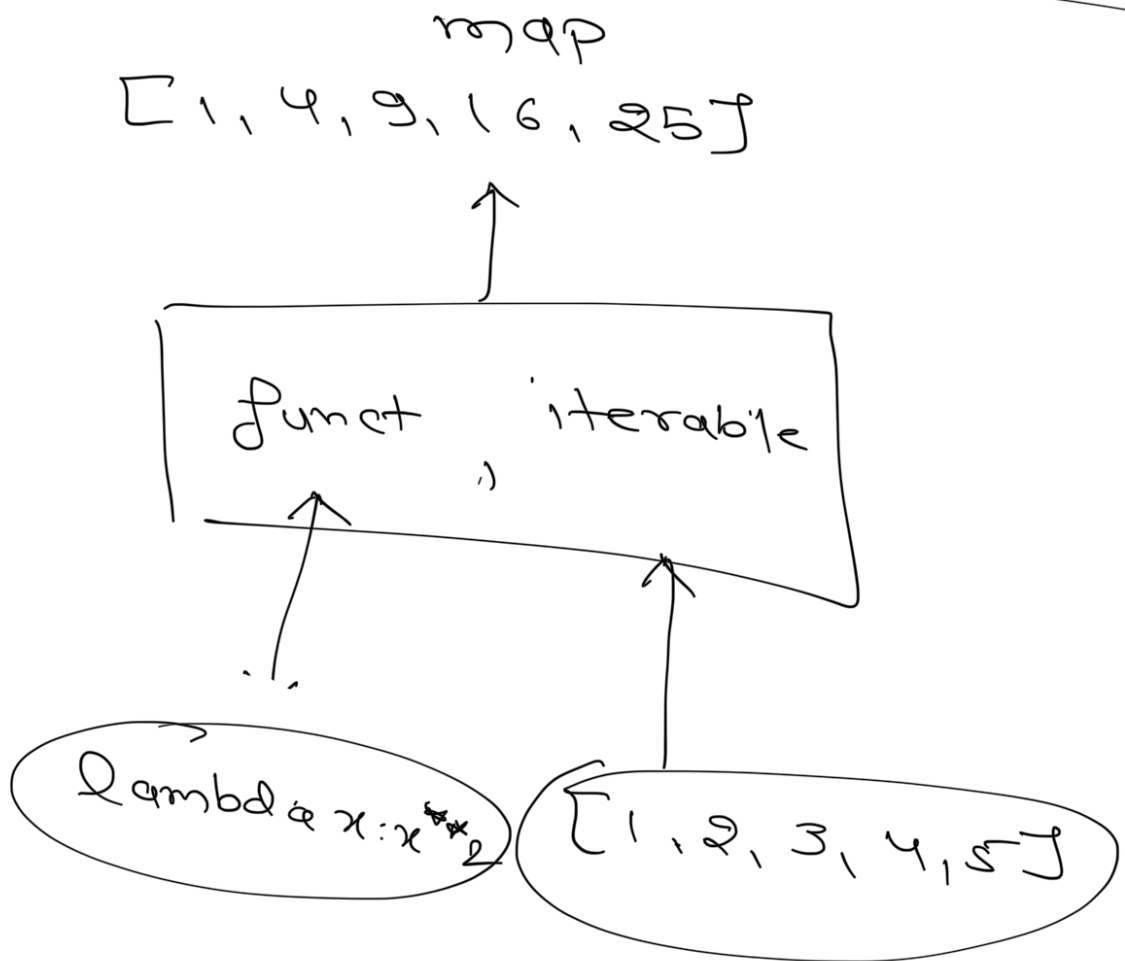 map
[1, 4, 9, 16, 25]
funct , iterable
lambda x:x**2
[1, 2, 3, 4, 5]